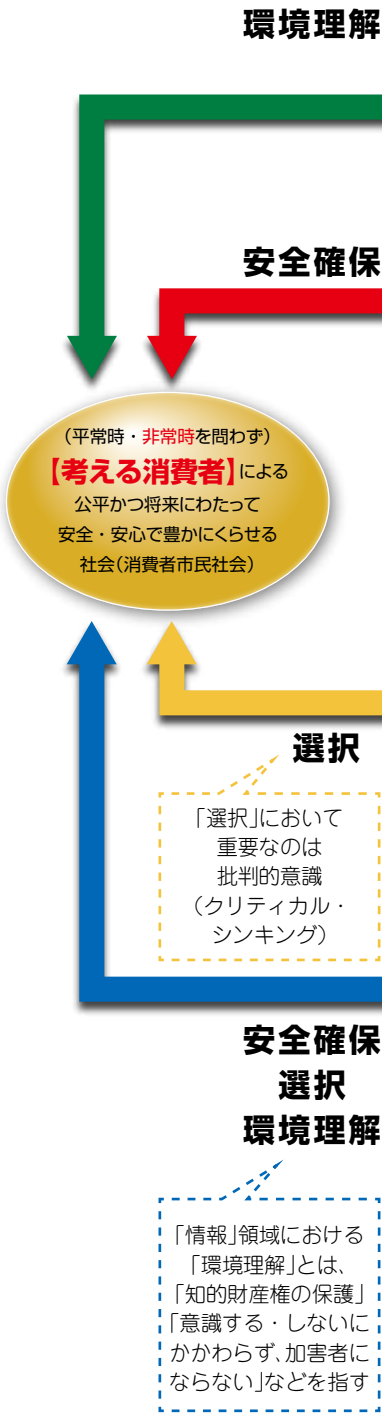 環境理解
安全確保
(平常時・非常時を問わず)
【考える消費者】による
公平かつ将来にわたって
安全・安心で豊かにくらせる
社会(消費者市民社会)
選択
「選択」において
重要なのは
批判的意識
(クリティカル・
シンキング)
安全確保
選択
環境理解
「情報」領域における
「環境理解」とは、
「知的財産権の保護」
「意識する・しないに
かかわらず、加害者に
ならない」などを指す